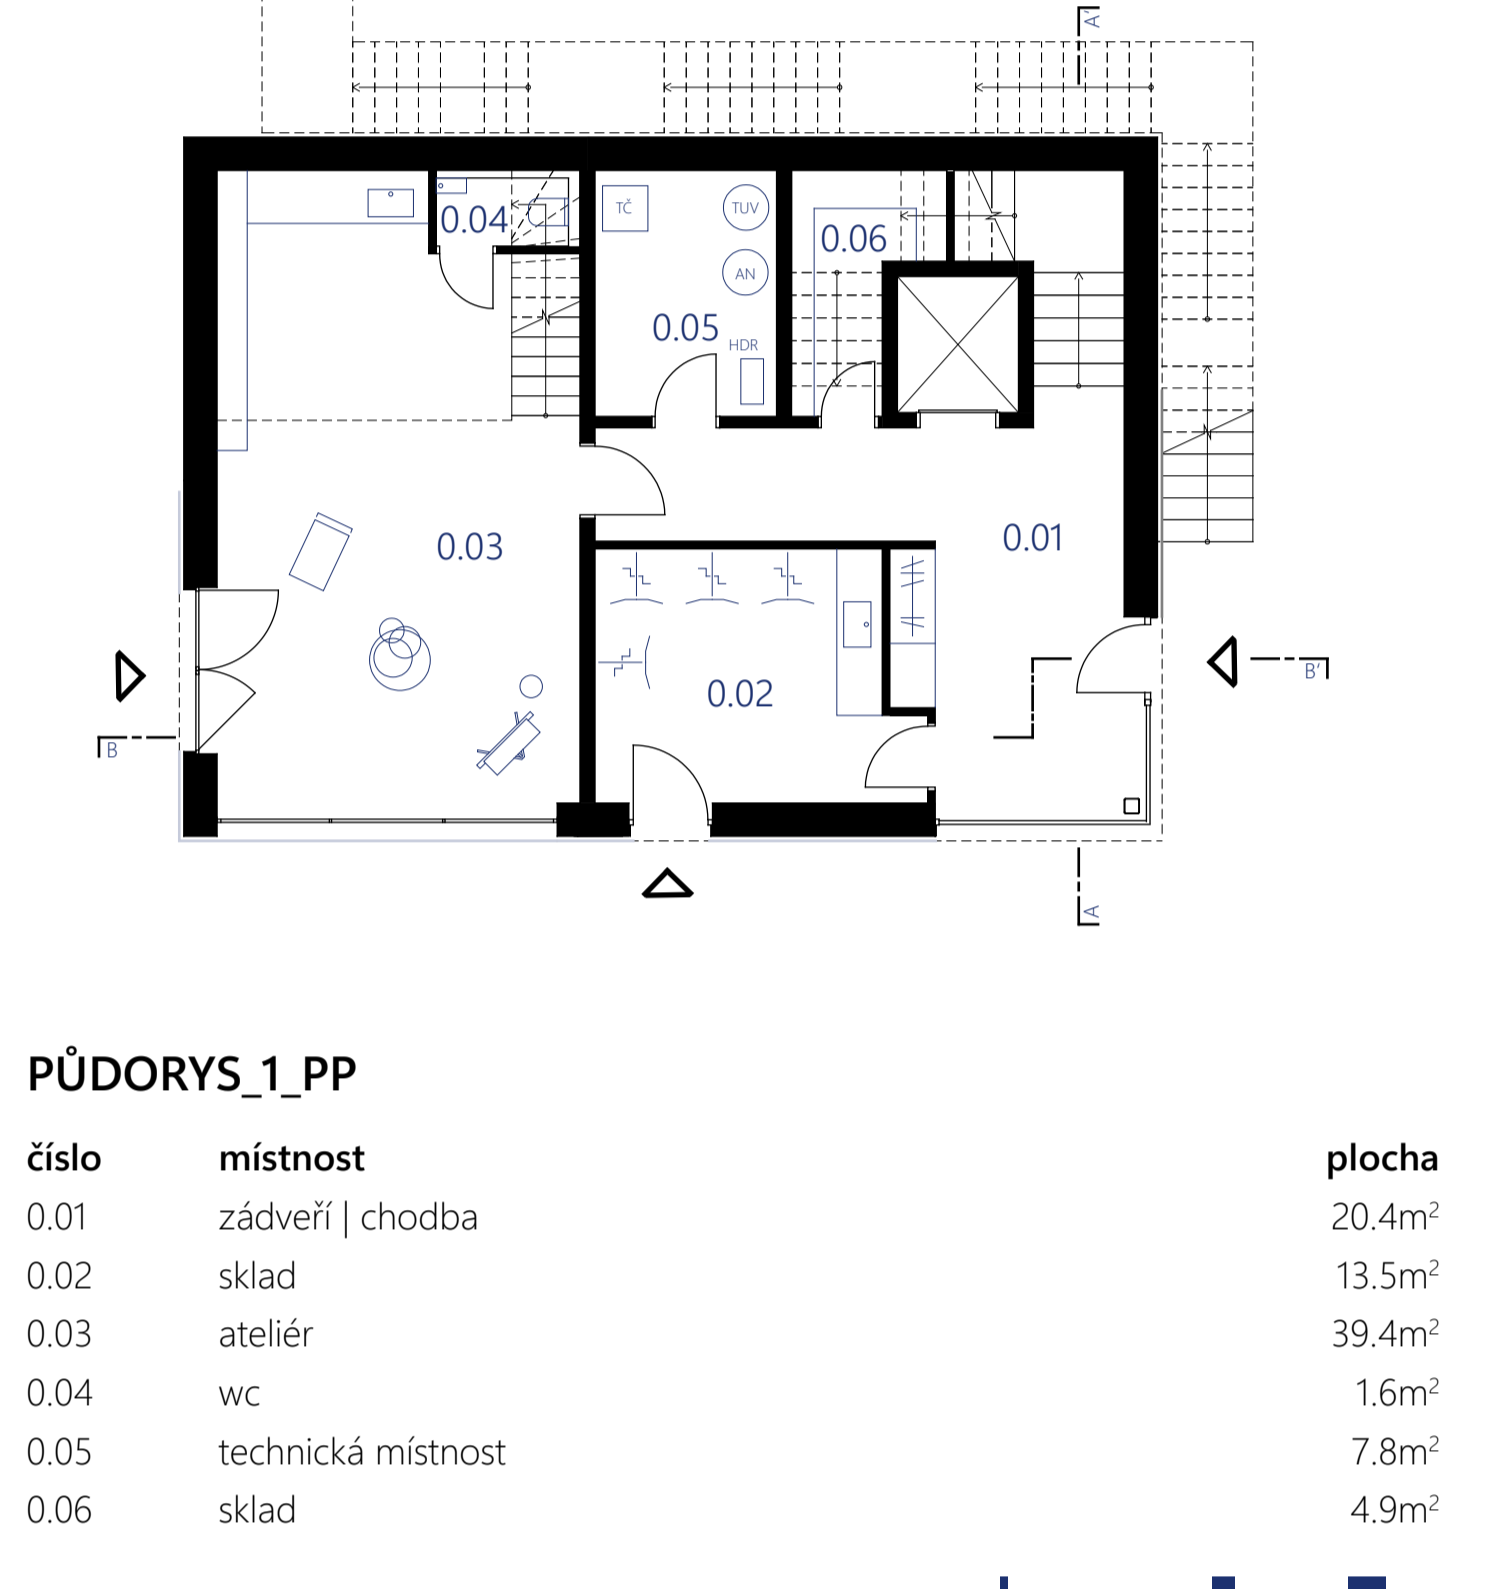 A'
0.04
TČ
TUV
0.06
AN
0.05
HDR
0.03
0.01
0.02
B'
B
A
PŮDORYS_1_PP
číslo místnost plocha
0.01 zádveří | chodba 20.4m²
0.02 sklad 13.5m²
0.03 ateliér 39.4m²
0.04 wc 1.6m²
0.05 technická místnost 7.8m²
0.06 sklad 4.9m²